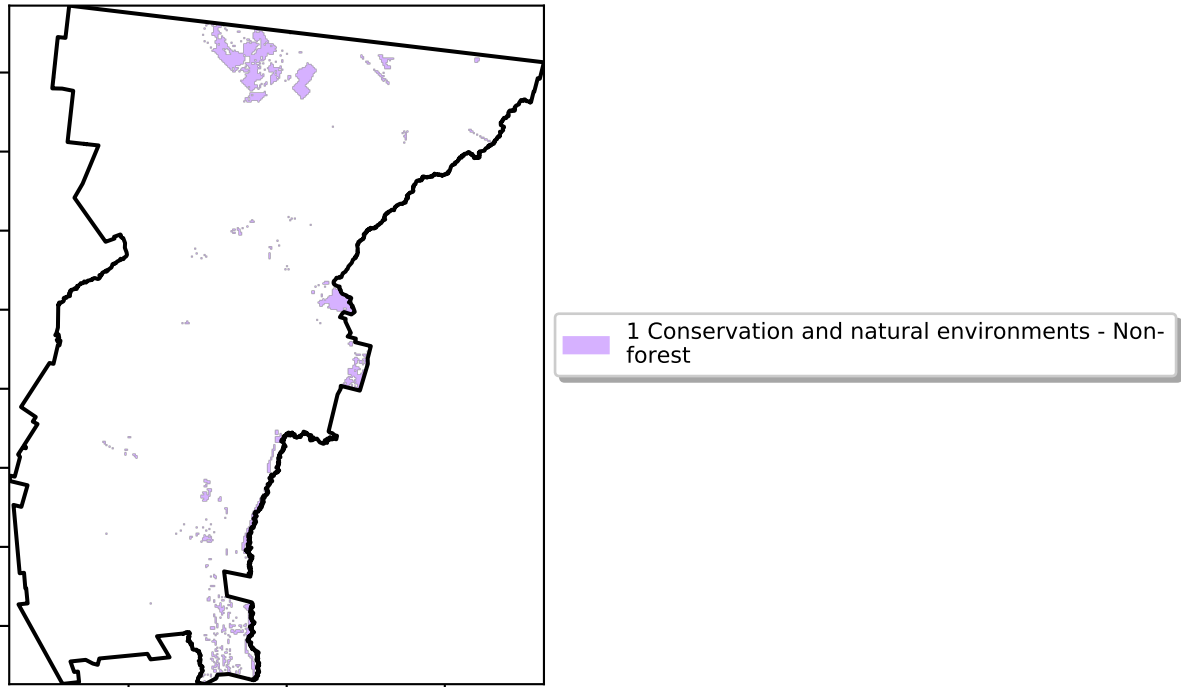 1 Conservation and natural environments - Non-
forest